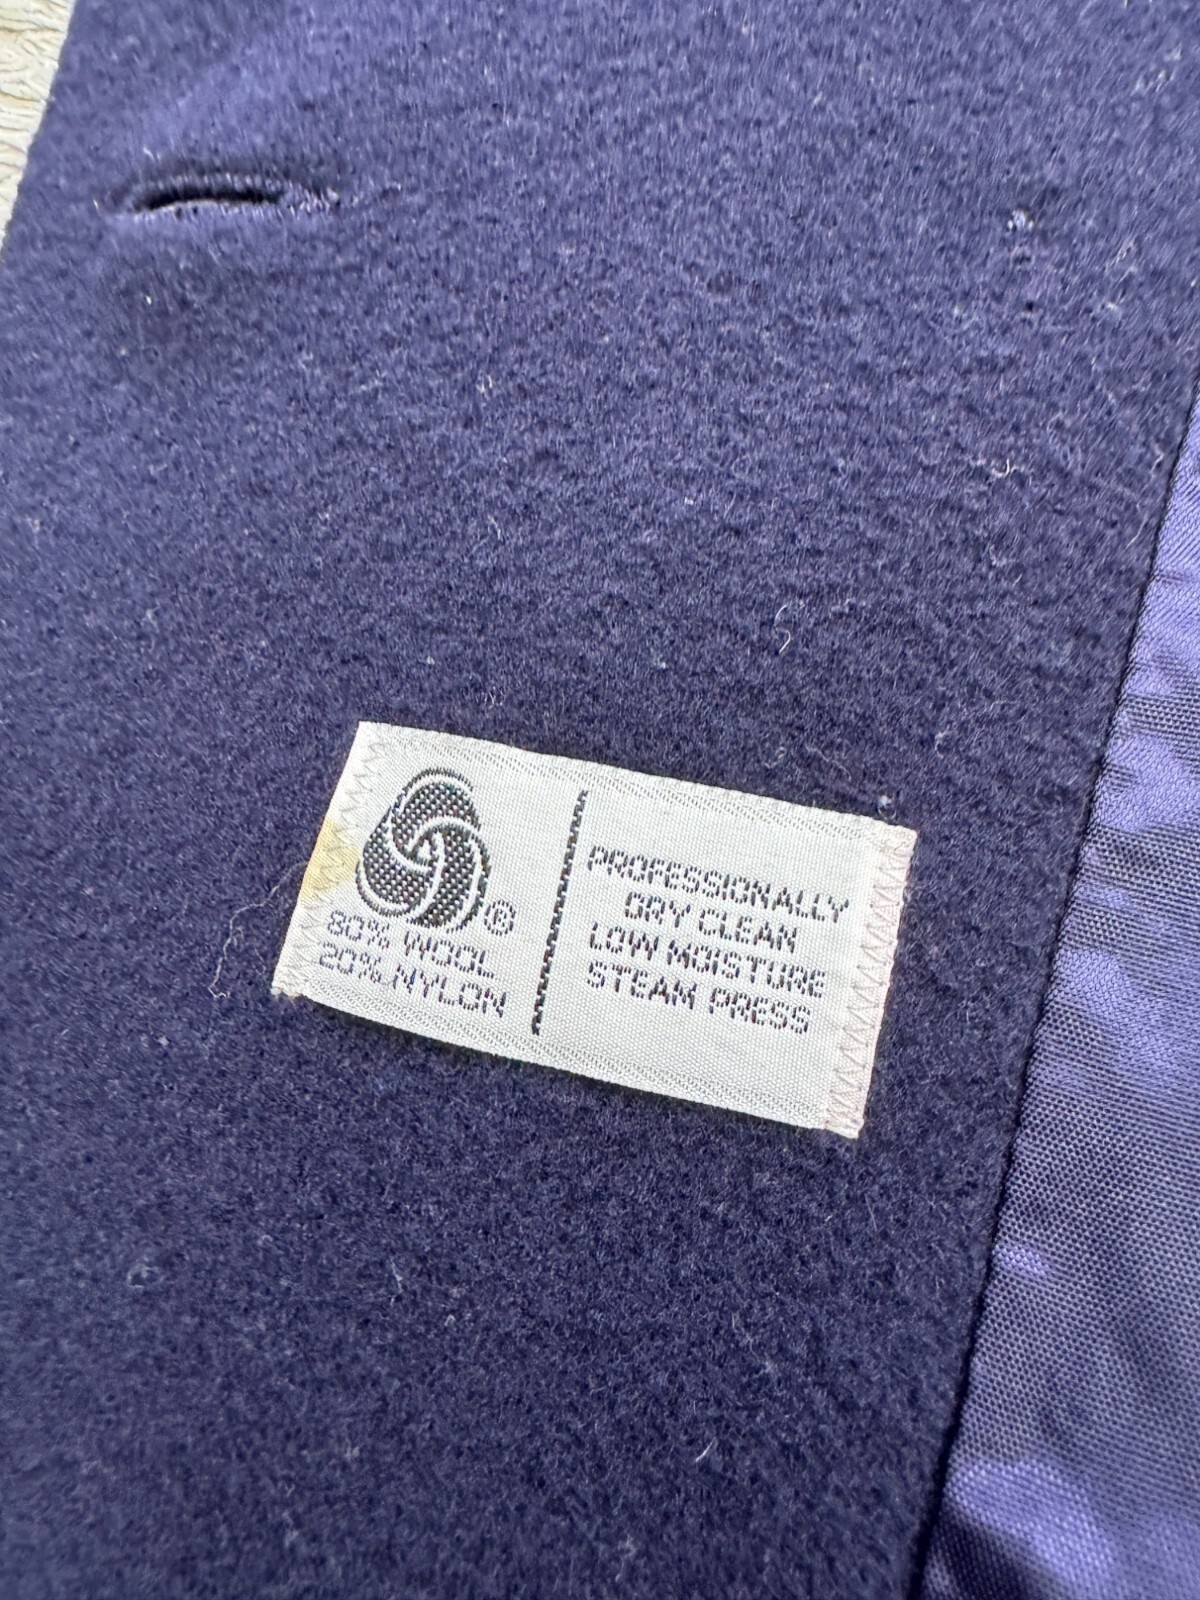 ®
80% WOOL
20% NYLON
PROFESSIONALLY
DRY CLEAN
LOW MOISTURE
STEAM PRESS